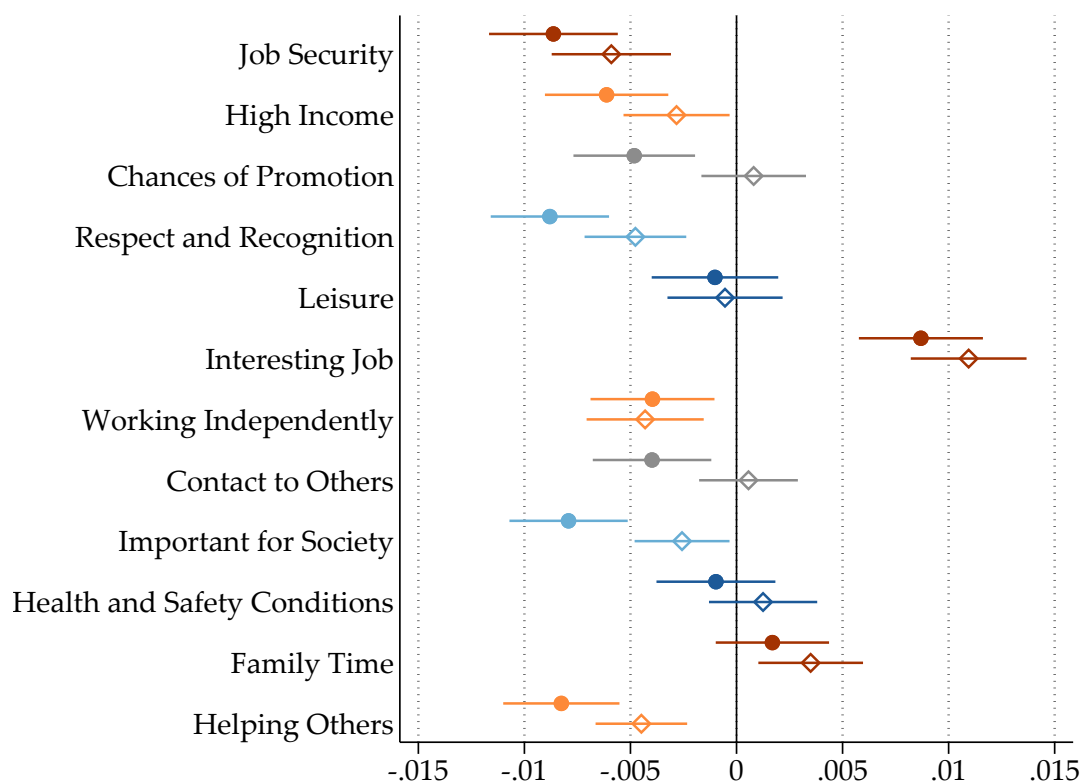 Job Security
High Income
Chances of Promotion
Respect and Recognition
Leisure
Interesting Job
Working Independently
Contact to Others
Important for Society
Health and Safety Conditions
Family Time
Helping Others
-.015 -.01 -.005 0 .005 .010 .015